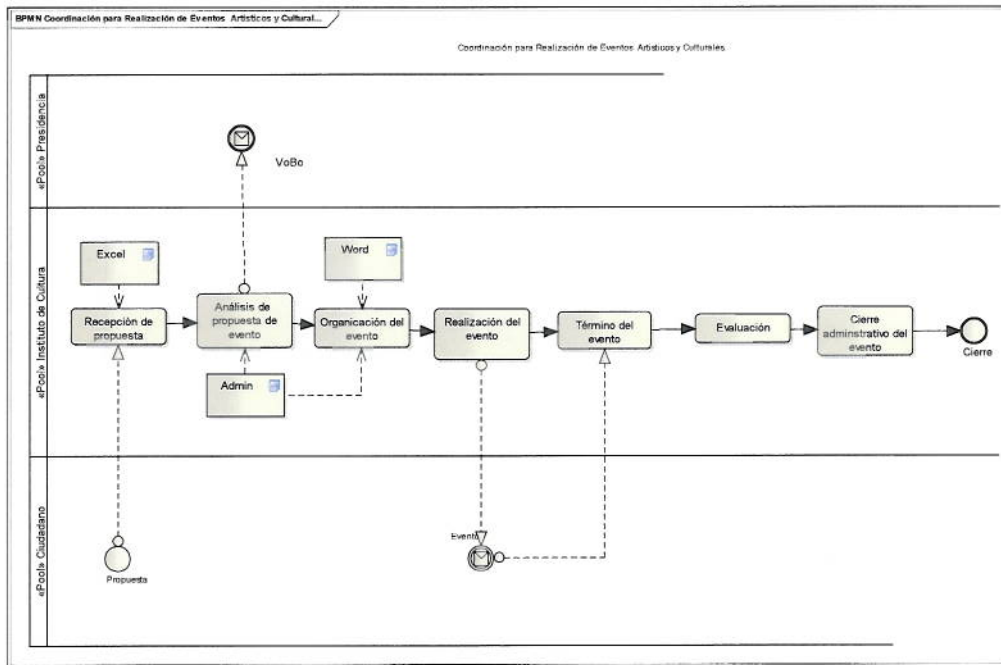 BPMN Coordinación para Realización de Eventos Artísticos y Cultural...
Coordinación para Realización de Eventos Artísticos y Culturales
«Pool» Presidencia
VoBo
«Pool» Instituto de Cultura
Excel
Word
Recepción de
propuesta
Análisis de
propuesta de
evento
Organicación del
evento
Realización del
evento
Término del
evento
Evaluación
Cierre
adminstrativo del
evento
Cierre
Admin
«Pool» Ciudadano
Evento
Propuesta